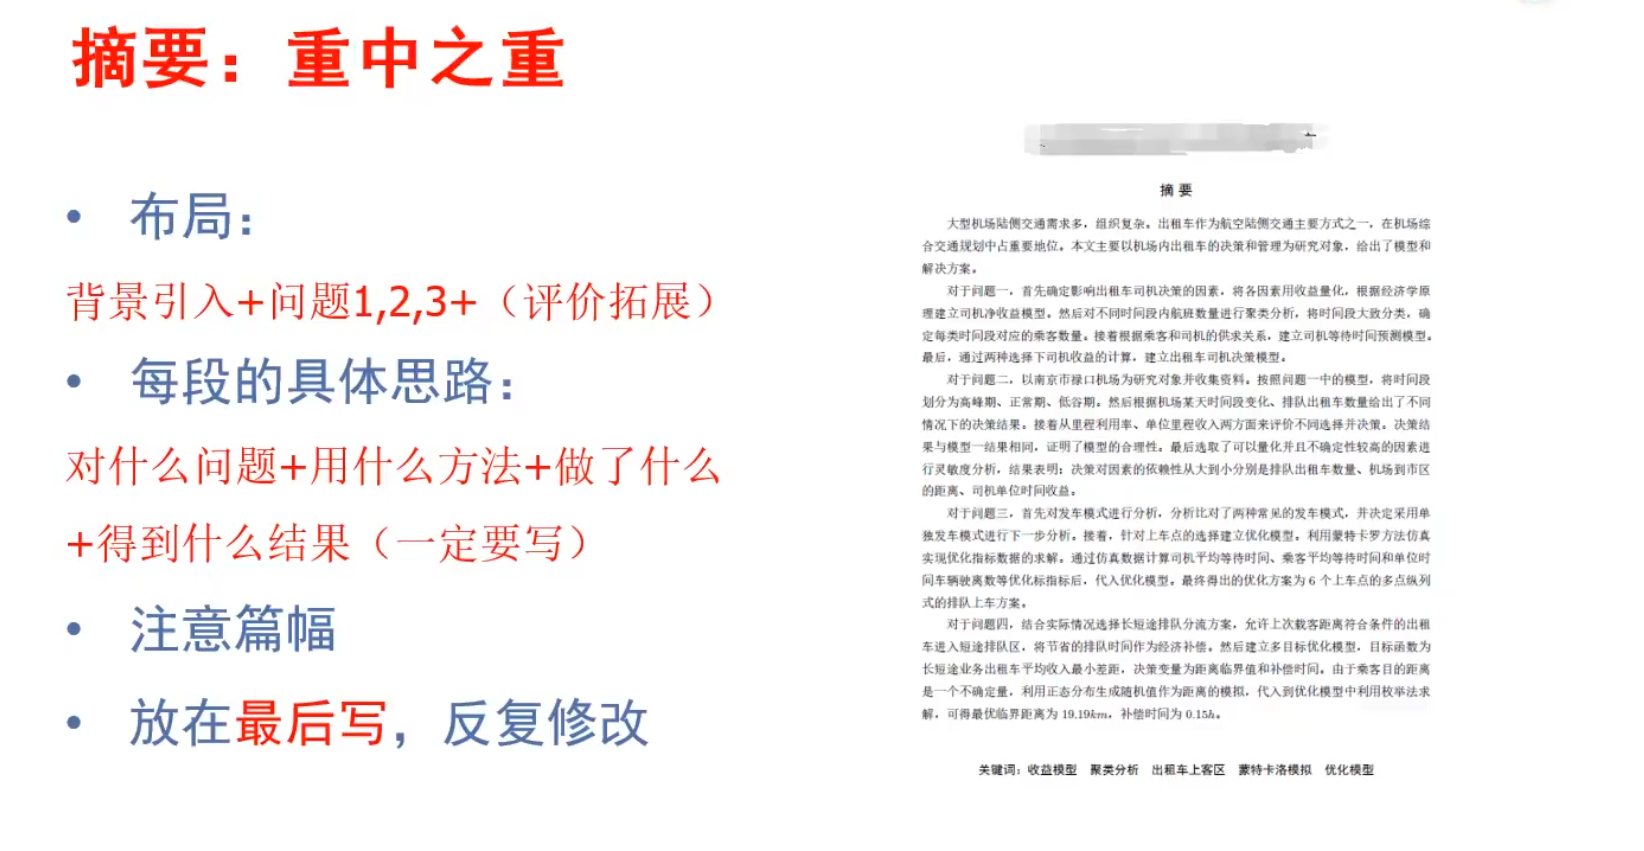 摘要：重中之重
• 布局：
背景引入+问题1,2,3+（评价拓展）
• 每段的具体思路：
对什么问题+用什么方法+做了什么
+得到什么结果（一定要写）
• 注意篇幅
• 放在最后写，反复修改
摘 要
大型机场陆侧交通需求多，组织复杂。出租车作为航空陆侧交通主要方式之一，在机场综
合交通规划中占重要地位。本文主要以机场内出租车的决策和管理为研究对象，给出了模型和
解决方案。
对于问题一，首先确定影响出租车司机决策的因素，将各因素用收益量化，根据经济学原
理建立司机净收益模型。然后对不同时间段内航班数量进行聚类分析，将时间段大致分类，确
定每类时间段对应的乘客数量。接着根据乘客和司机的供求关系，建立司机等待时间预测模型。
最后，通过两种选择下司机收益的计算，建立出租车司机决策模型。
对于问题二，以南京市禄口机场为研究对象并收集资料。按照问题一中的模型，将时间段
划分为高峰期、正常期、低谷期。然后根据机场某天时间段变化、排队出租车数量给出了不同
情况下的决策结果。接着从里程利用率、单位里程收入两方面来评价不同选择并决策。决策结
果与模型一结果相同，证明了模型的合理性。最后选取了可以量化并且不确定性较高的因素进
行灵敏度分析，结果表明：决策对因素的依赖性从大到小分别是排队出租车数量、机场到市区
的距离、司机单位时间收益。
对于问题三，首先对发车模式进行分析，分析比对了两种常见的发车模式，并决定采用单
独发车模式进行下一步分析。接着，针对上车点的选择建立优化模型。利用蒙特卡罗方法仿真
实现优化指标数据的求解。通过仿真数据计算司机平均等待时间、乘客平均等待时间和单位时
间车辆驶离数等优化标指标后，代入优化模型。最终得出的优化方案为 6 个上车点的多点纵列
式的排队上车方案。
对于问题四，结合实际情况选择长短途排队分流方案，允许上次载客距离符合条件的出租
车进入短途排队区，将节省的排队时间作为经济补偿。然后建立多目标优化模型，目标函数为
长短途业务出租车平均收入最小差距，决策变量为距离临界值和补偿时间。由于乘客目的距离
是一个不确定量，利用正态分布生成随机值作为距离的模拟，代入到优化模型中利用枚举法求
解，可得最优临界距离为 19.19km，补偿时间为 0.15h。
关键词：收益模型 聚类分析 出租车上客区 蒙特卡洛模拟 优化模型